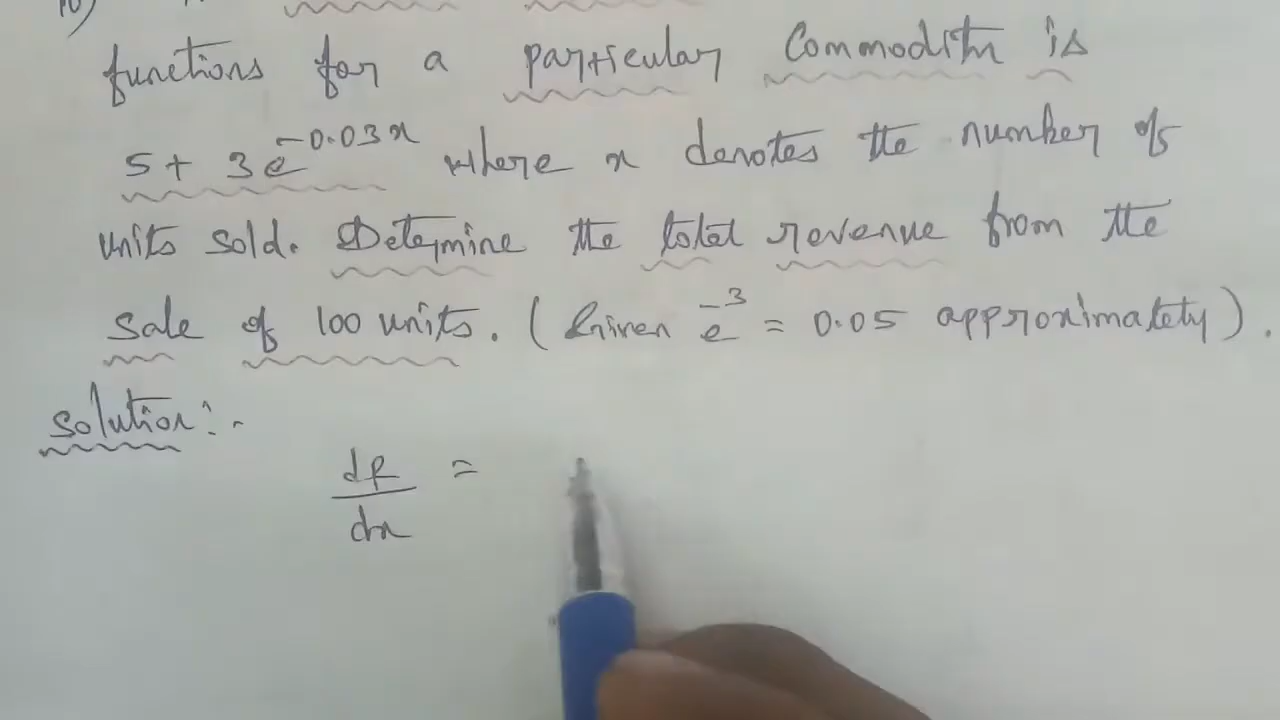 10)
functions for a particular Commodity is
5 + 3e^-0.03x where x denotes the number of
units sold. Determine the total revenue from the
sale of 100 units. (Given e^-3 = 0.05 approximately).
Solution:-
dR/dx =